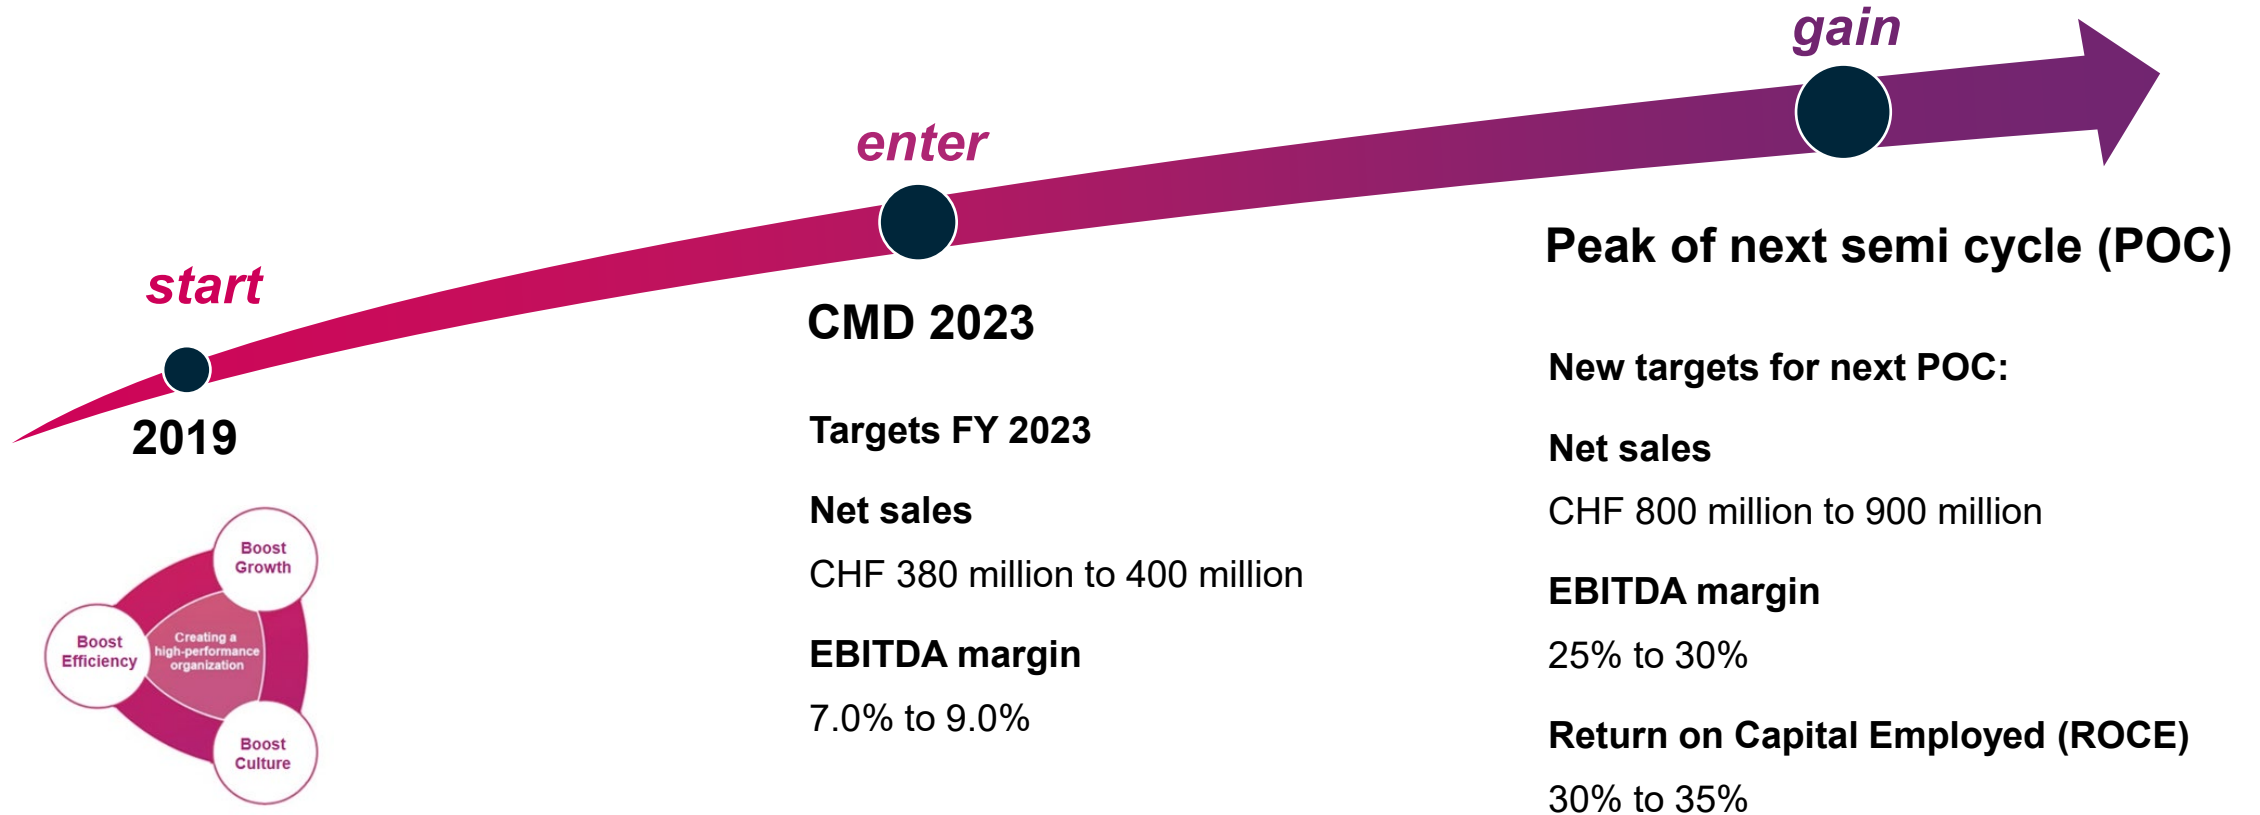 start
2019
Boost
Growth
Boost
Efficiency
Creating a
high-performance
organization
Boost
Culture
enter
CMD 2023
Targets FY 2023
Net sales
CHF 380 million to 400 million
EBITDA margin
7.0% to 9.0%
gain
Peak of next semi cycle (POC)
New targets for next POC:
Net sales
CHF 800 million to 900 million
EBITDA margin
25% to 30%
Return on Capital Employed (ROCE)
30% to 35%